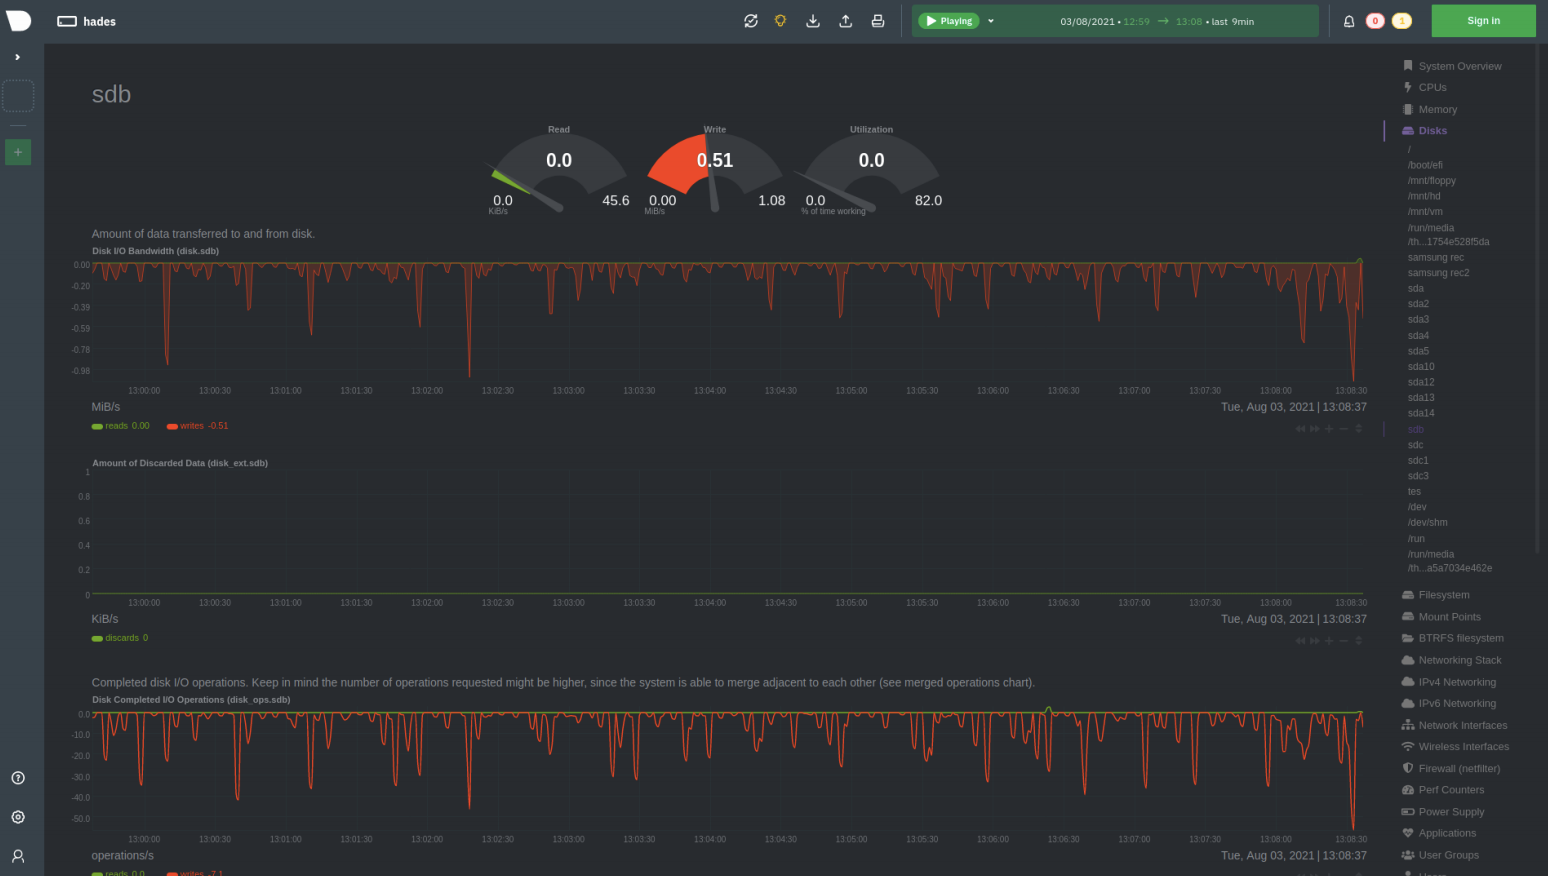 hades
Playing
03/08/2021 • 12:59 → 13:08 • last 9min
0
1
Sign in
sdb
Read
0.0
0.0
45.6
KiB/s
Write
0.51
0.00
1.08
MiB/s
Utilization
0.0
0.0
82.0
% of time working
Amount of data transferred to and from disk.
Disk I/O Bandwidth (disk.sdb)
0.00
-0.20
-0.39
-0.59
-0.78
-0.98
13:00:00 13:00:30 13:01:00 13:01:30 13:02:00 13:02:30 13:03:00 13:03:30 13:04:00 13:04:30 13:05:00 13:05:30 13:06:00 13:06:30 13:07:00 13:07:30 13:08:00 13:08:30
MiB/s
Tue, Aug 03, 2021 | 13:08:37
reads 0.00 writes -0.51
Amount of Discarded Data (disk_ext.sdb)
1
0.8
0.6
0.4
0.2
0
13:00:00 13:00:30 13:01:00 13:01:30 13:02:00 13:02:30 13:03:00 13:03:30 13:04:00 13:04:30 13:05:00 13:05:30 13:06:00 13:06:30 13:07:00 13:07:30 13:08:00 13:08:30
KiB/s
Tue, Aug 03, 2021 | 13:08:37
discards 0
Completed disk I/O operations. Keep in mind the number of operations requested might be higher, since the system is able to merge adjacent to each other (see merged operations chart).
Disk Completed I/O Operations (disk_ops.sdb)
0.0
-10.0
-20.0
-30.0
-40.0
-50.0
13:00:00 13:00:30 13:01:00 13:01:30 13:02:00 13:02:30 13:03:00 13:03:30 13:04:00 13:04:30 13:05:00 13:05:30 13:06:00 13:06:30 13:07:00 13:07:30 13:08:00 13:08:30
operations/s
Tue, Aug 03, 2021 | 13:08:37
reads 0.0 writes -7.1
System Overview
CPUs
Memory
Disks
/
/boot/efi
/mnt/floppy
/mnt/hd
/mnt/vm
/run/media
/th...1754e528f5da
samsung rec
samsung rec2
sda
sda2
sda3
sda4
sda5
sda10
sda12
sda13
sda14
sdb
sdc
sdc1
sdc3
tes
/dev
/dev/shm
/run
/run/media
/th...a5a7034e462e
Filesystem
Mount Points
BTRFS filesystem
Networking Stack
IPv4 Networking
IPv6 Networking
Network Interfaces
Wireless Interfaces
Firewall (netfilter)
Perf Counters
Power Supply
Applications
User Groups
Users